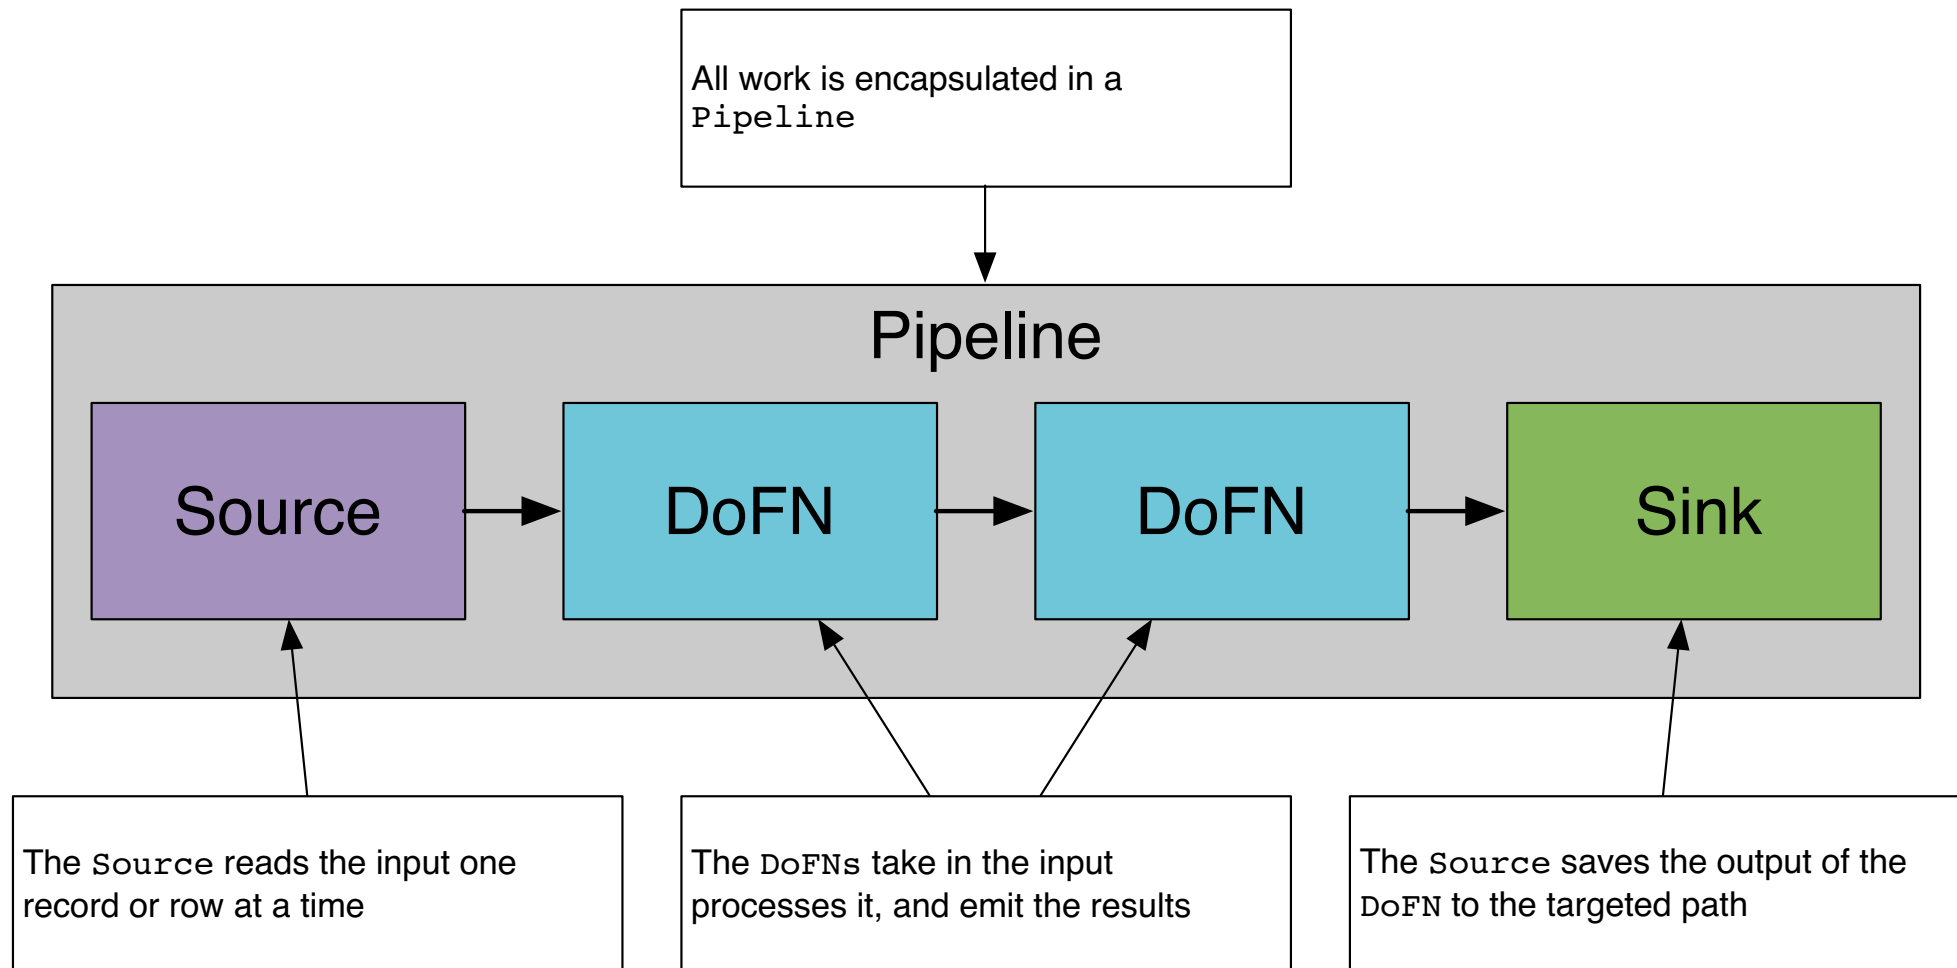 All work is encapsulated in a
Pipeline
Pipeline
Source
DoFN
DoFN
Sink
The Source reads the input one
record or row at a time
The DoFNs take in the input
processes it, and emit the results
The Source saves the output of the
DoFN to the targeted path